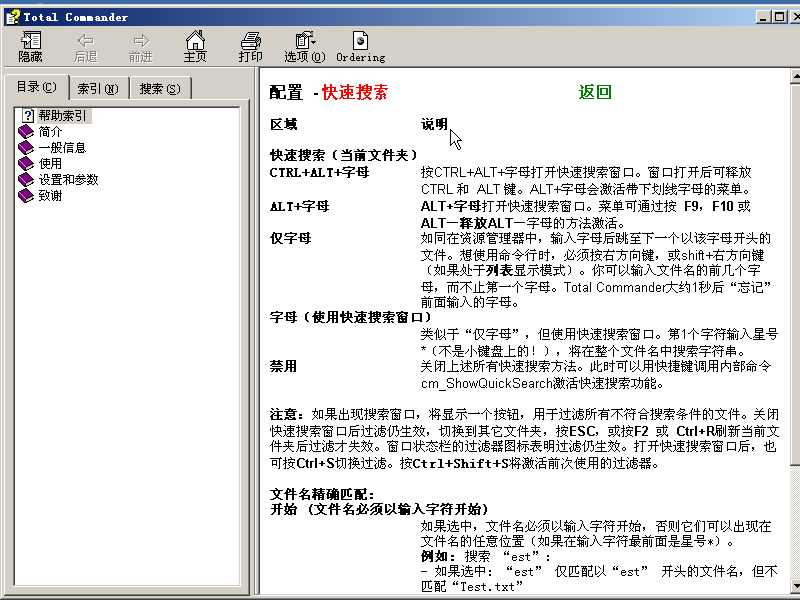 Total Commander
隐藏 后退 前进 主页 打印 选项(O) Ordering
目录(C) 索引(N) 搜索(S)
帮助索引
简介
一般信息
使用
设置和参数
致谢
配置 -快速搜索 返回
区域 说明
快速搜索（当前文件夹）
CTRL+ALT+字母 按CTRL+ALT+字母打开快速搜索窗口。窗口打开后可释放
CTRL 和 ALT 键。ALT+字母会激活带下划线字母的菜单。
ALT+字母 ALT+字母打开快速搜索窗口。菜单可通过按 F9，F10 或
ALT—释放ALT—字母的方法激活。
仅字母 如同在资源管理器中，输入字母后跳至下一个以该字母开头的
文件。想使用命令行时，必须按右方向键，或shift+右方向键
（如果处于列表显示模式）。你可以输入文件名的前几个字
母，而不止第一个字母。Total Commander大约1秒后“忘记”
前面输入的字母。
字母（使用快速搜索窗口）
类似于“仅字母”，但使用快速搜索窗口。第1个字符输入星号
*（不是小键盘上的！），将在整个文件名中搜索字符串。
禁用 关闭上述所有快速搜索方法。此时可以用快捷键调用内部命令
cm_ShowQuickSearch激活快速搜索功能。
注意：如果出现搜索窗口，将显示一个按钮，用于过滤所有不符合搜索条件的文件。关闭
快速搜索窗口后过滤仍生效，切换到其它文件夹，按ESC，或按F2 或 Ctrl+R刷新当前文
件夹后过滤才失效。窗口状态栏的过滤器图标表明过滤仍生效。打开快速搜索窗口后，也
可按Ctrl+S切换过滤。按Ctrl+Shift+S将激活前次使用的过滤器。
文件名精确匹配：
开始 （文件名必须以输入字符开始）
如果选中，文件名必须以输入字符开始，否则它们可以出现在
文件名的任意位置（如果在输入字符最前面是星号*）。
例如：搜索 “est”：
- 如果选中：“est” 仅匹配以“est” 开头的文件名，但不
匹配“Test.txt”